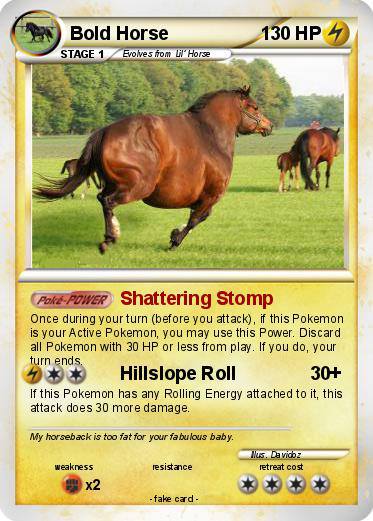 Bold Horse 130 HP
STAGE 1 Evolves from Lil' Horse
Poké-POWER Shattering Stomp
Once during your turn (before you attack), if this Pokemon
is your Active Pokemon, you may use this Power. Discard
all Pokemon with 30 HP or less from play. If you do, your
turn ends.
Hillslope Roll 30+
If this Pokemon has any Rolling Energy attached to it, this
attack does 30 more damage.
My horseback is too fat for your fabulous baby.
Illus. Davidoz
weakness resistance retreat cost
x2
- fake card -